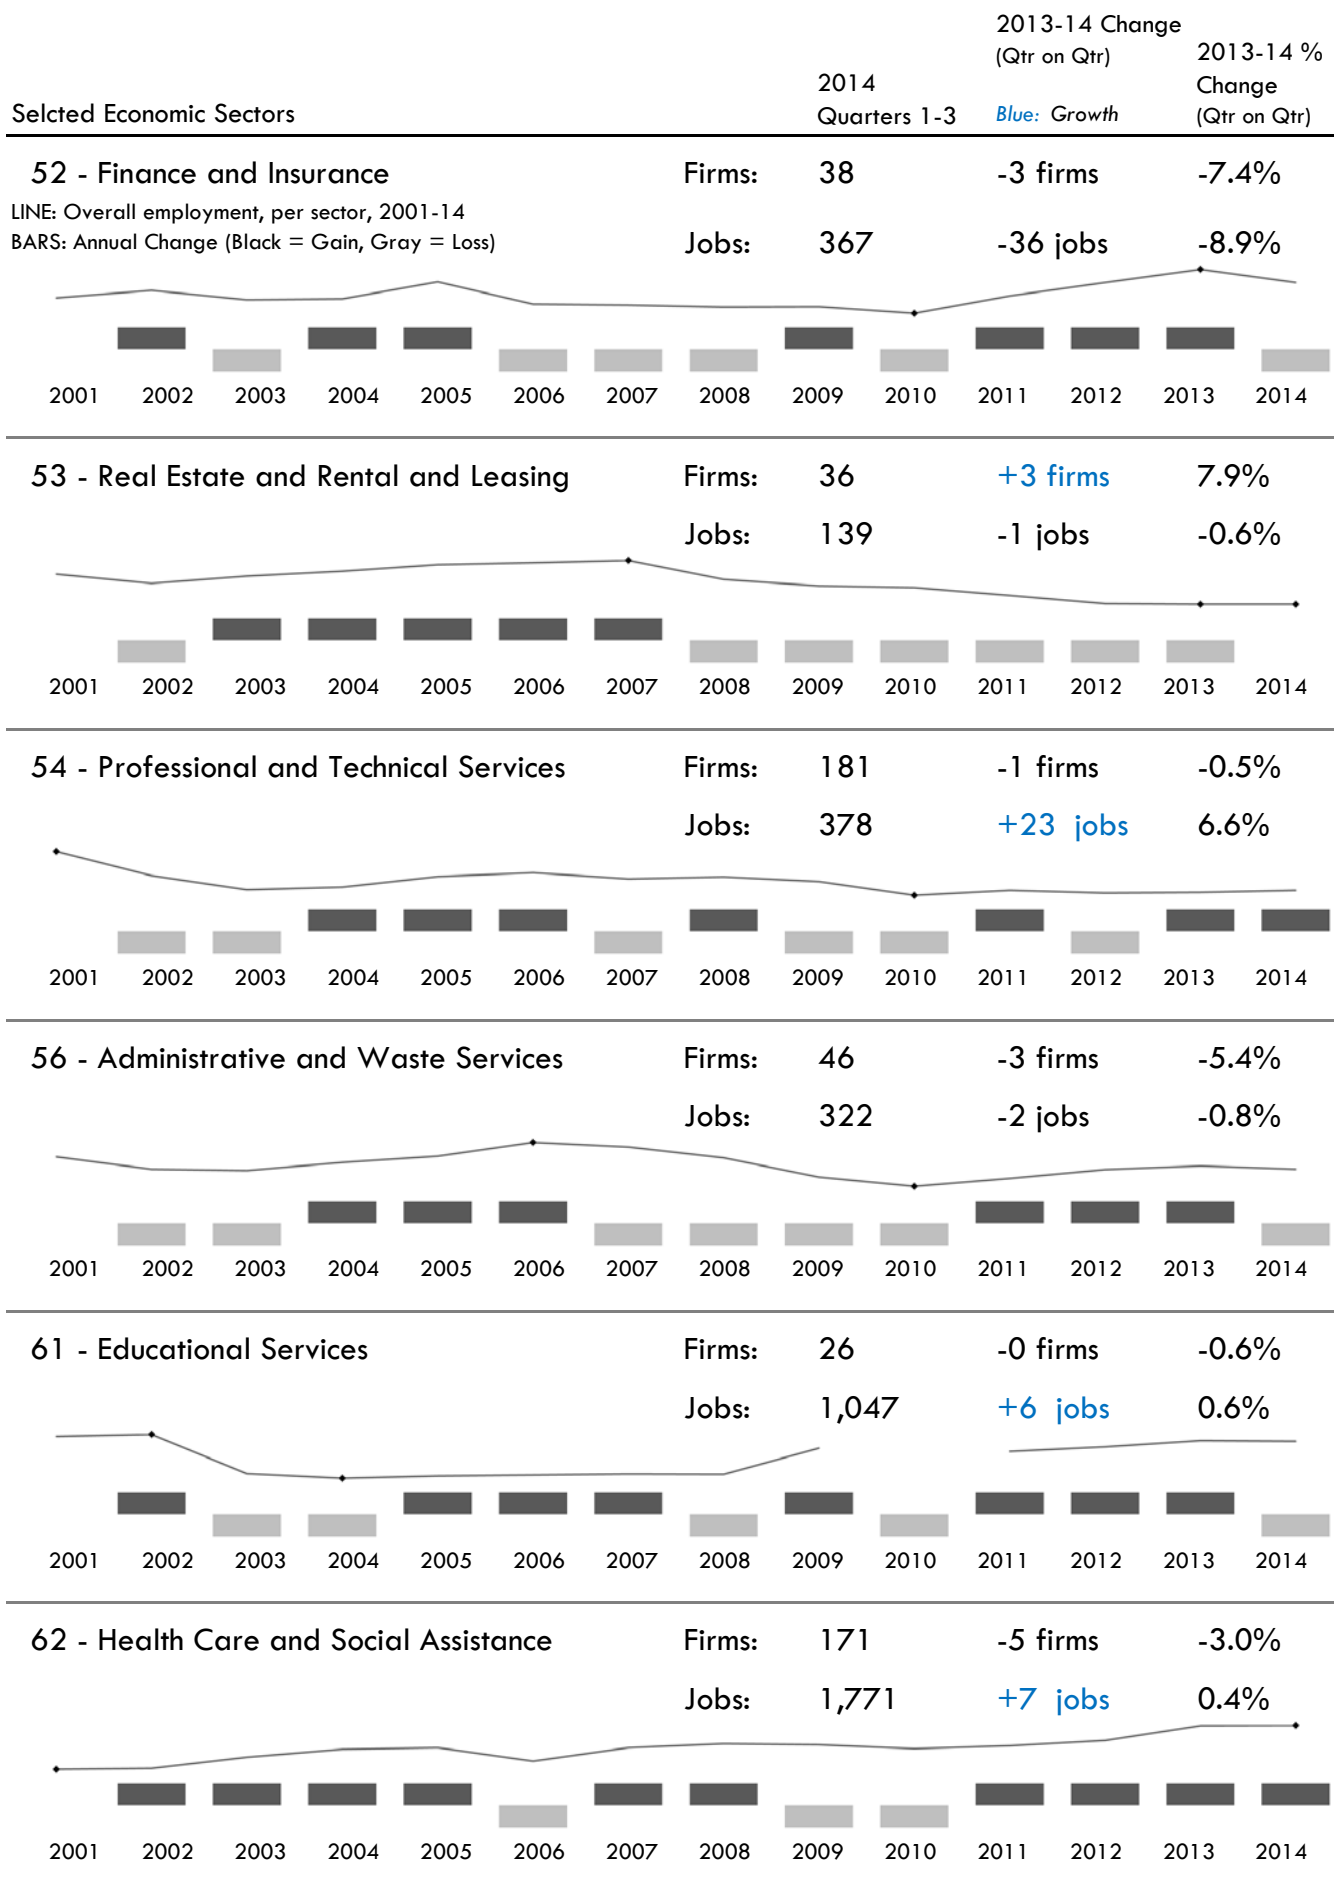 2013-14 Change
(Qtr on Qtr)
2013-14 %
2014
Change
Selcted Economic Sectors
Quarters 1-3
Blue: Growth
(Qtr on Qtr)
52 - Finance and Insurance Firms: 38 -3 firms -7.4%
LINE: Overall employment, per sector, 2001-14
BARS: Annual Change (Black = Gain, Gray = Loss)
Jobs: 367 -36 jobs -8.9%
2001 2002 2003 2004 2005 2006 2007 2008 2009 2010 2011 2012 2013 2014
53 - Real Estate and Rental and Leasing Firms: 36 +3 firms 7.9%
Jobs: 139 -1 jobs -0.6%
2001 2002 2003 2004 2005 2006 2007 2008 2009 2010 2011 2012 2013 2014
54 - Professional and Technical Services Firms: 181 -1 firms -0.5%
Jobs: 378 +23 jobs 6.6%
2001 2002 2003 2004 2005 2006 2007 2008 2009 2010 2011 2012 2013 2014
56 - Administrative and Waste Services Firms: 46 -3 firms -5.4%
Jobs: 322 -2 jobs -0.8%
2001 2002 2003 2004 2005 2006 2007 2008 2009 2010 2011 2012 2013 2014
61 - Educational Services Firms: 26 -0 firms -0.6%
Jobs: 1,047 +6 jobs 0.6%
2001 2002 2003 2004 2005 2006 2007 2008 2009 2010 2011 2012 2013 2014
62 - Health Care and Social Assistance Firms: 171 -5 firms -3.0%
Jobs: 1,771 +7 jobs 0.4%
2001 2002 2003 2004 2005 2006 2007 2008 2009 2010 2011 2012 2013 2014